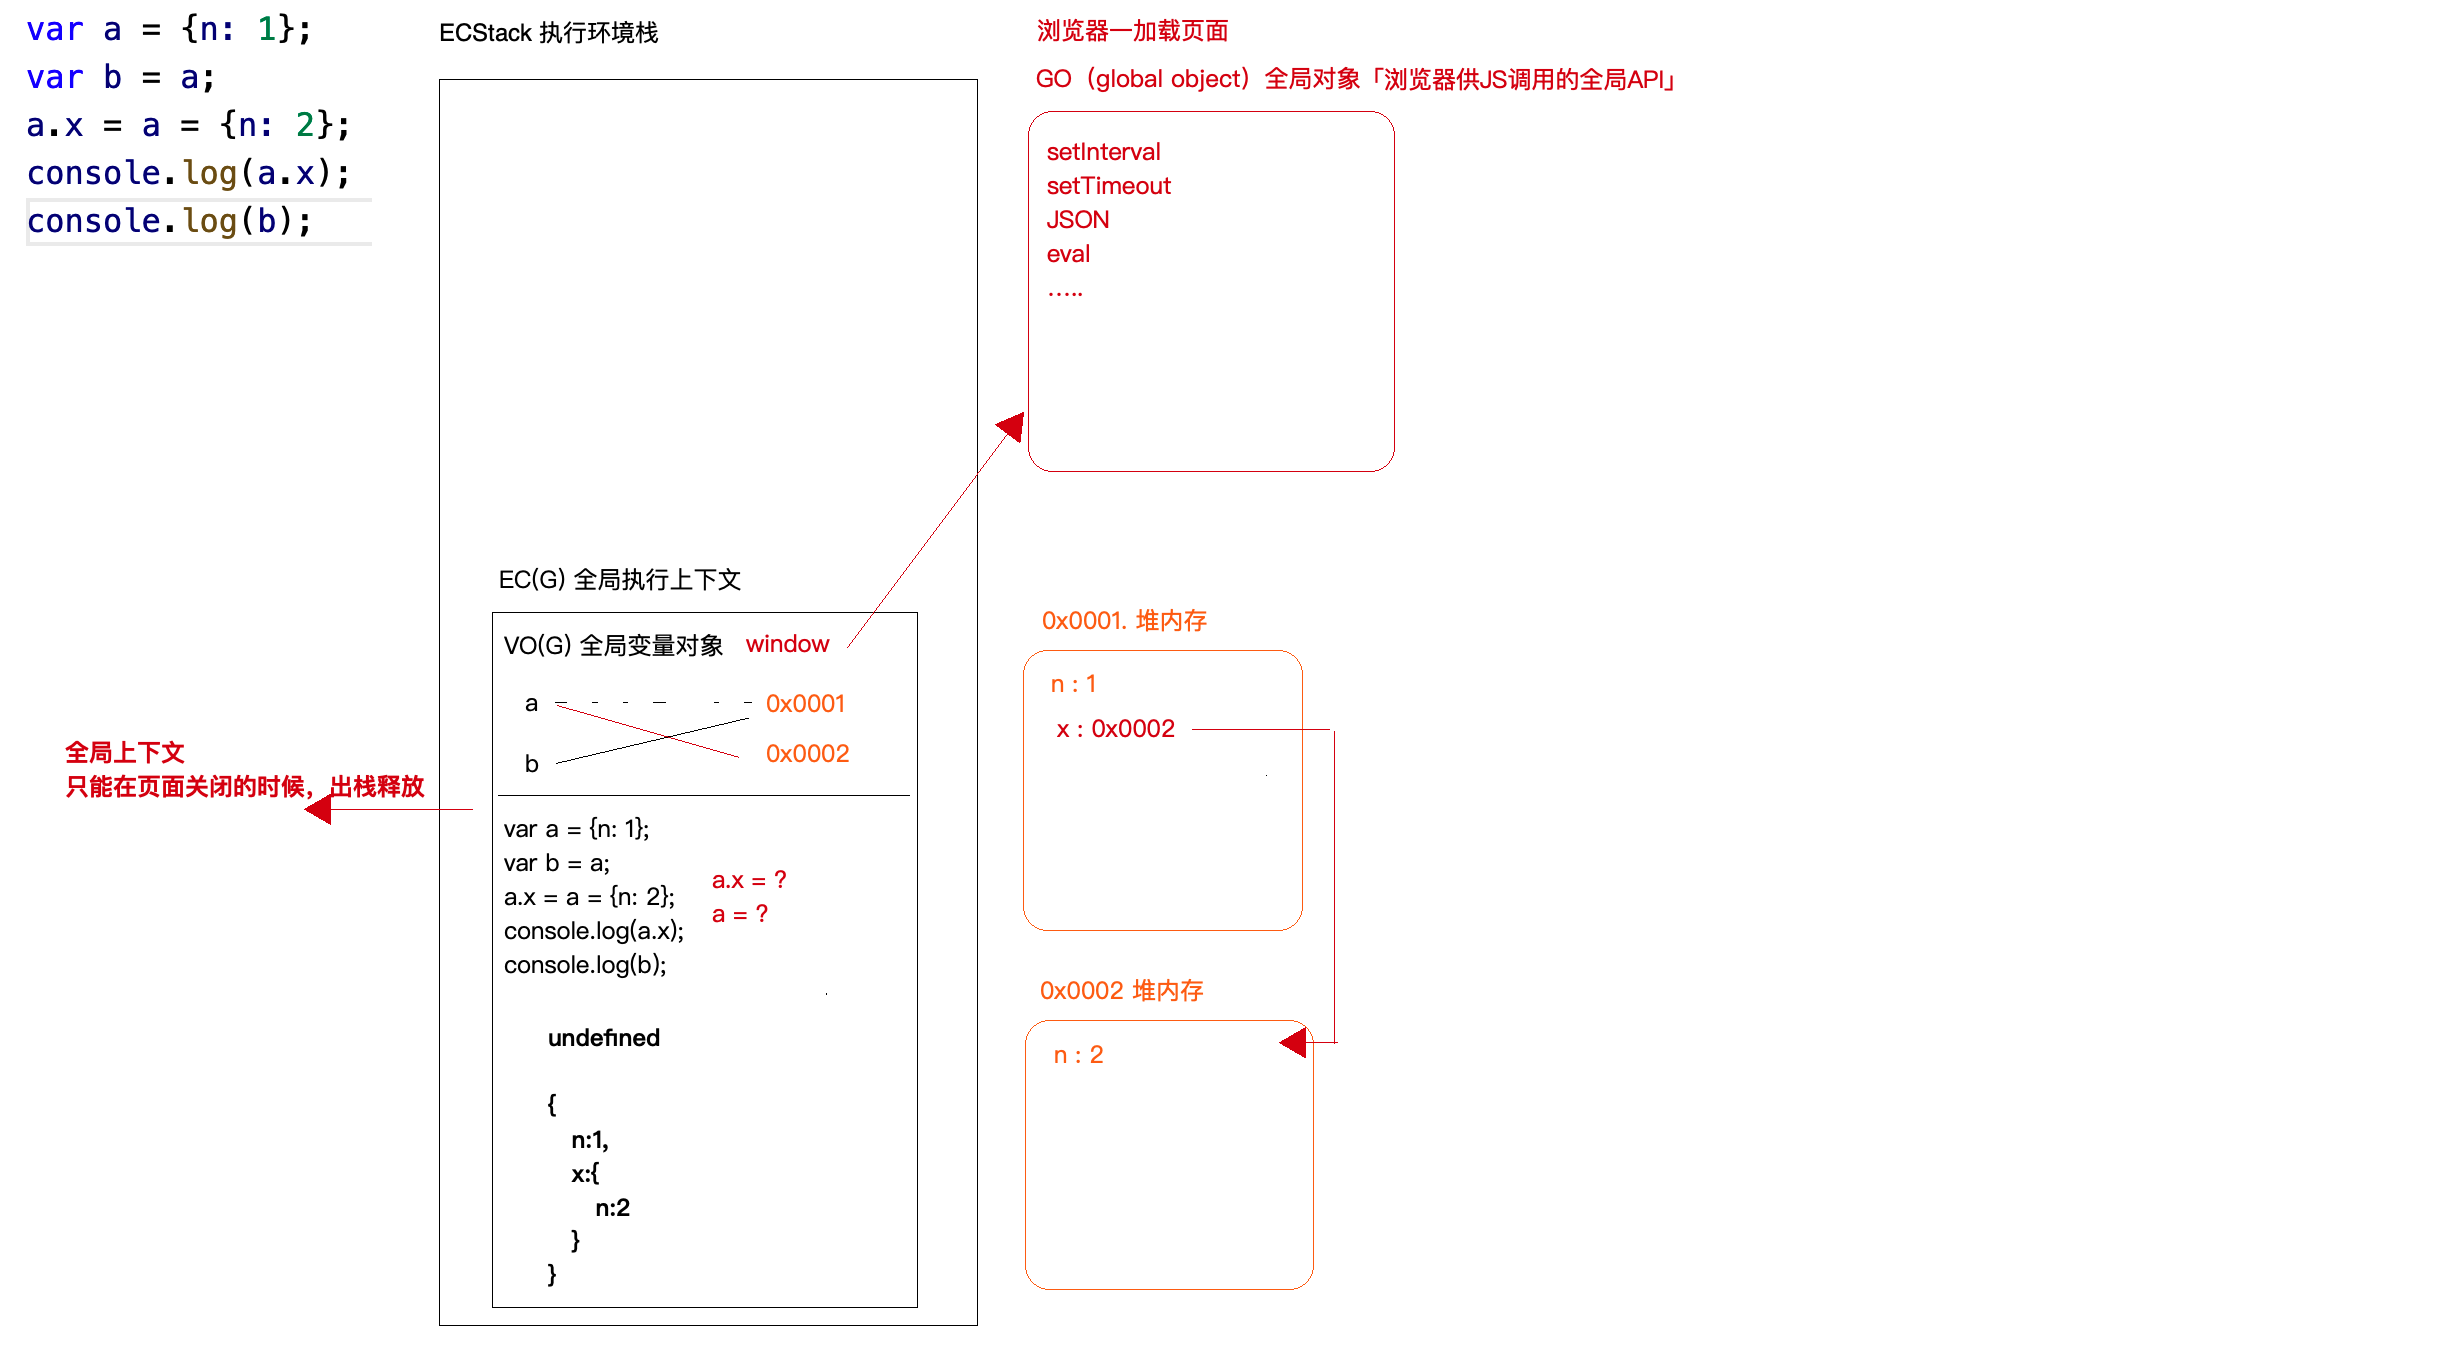 var a = {n: 1};
var b = a;
a.x = a = {n: 2};
console.log(a.x);
console.log(b);
ECStack 执行环境栈
浏览器一加载页面
GO（global object）全局对象「浏览器供JS调用的全局API」
setInterval
setTimeout
JSON
eval
.....
EC(G) 全局执行上下文
VO(G) 全局变量对象 window
a
0x0001
0x0002
b
全局上下文
只能在页面关闭的时候，出栈释放
var a = {n: 1};
var b = a;
a.x = a = {n: 2};
console.log(a.x);
console.log(b);
a.x = ?
a = ?
undefined
{
n:1,
x:{
n:2
}
}
0x0001. 堆内存
n : 1
x : 0x0002
0x0002 堆内存
n : 2